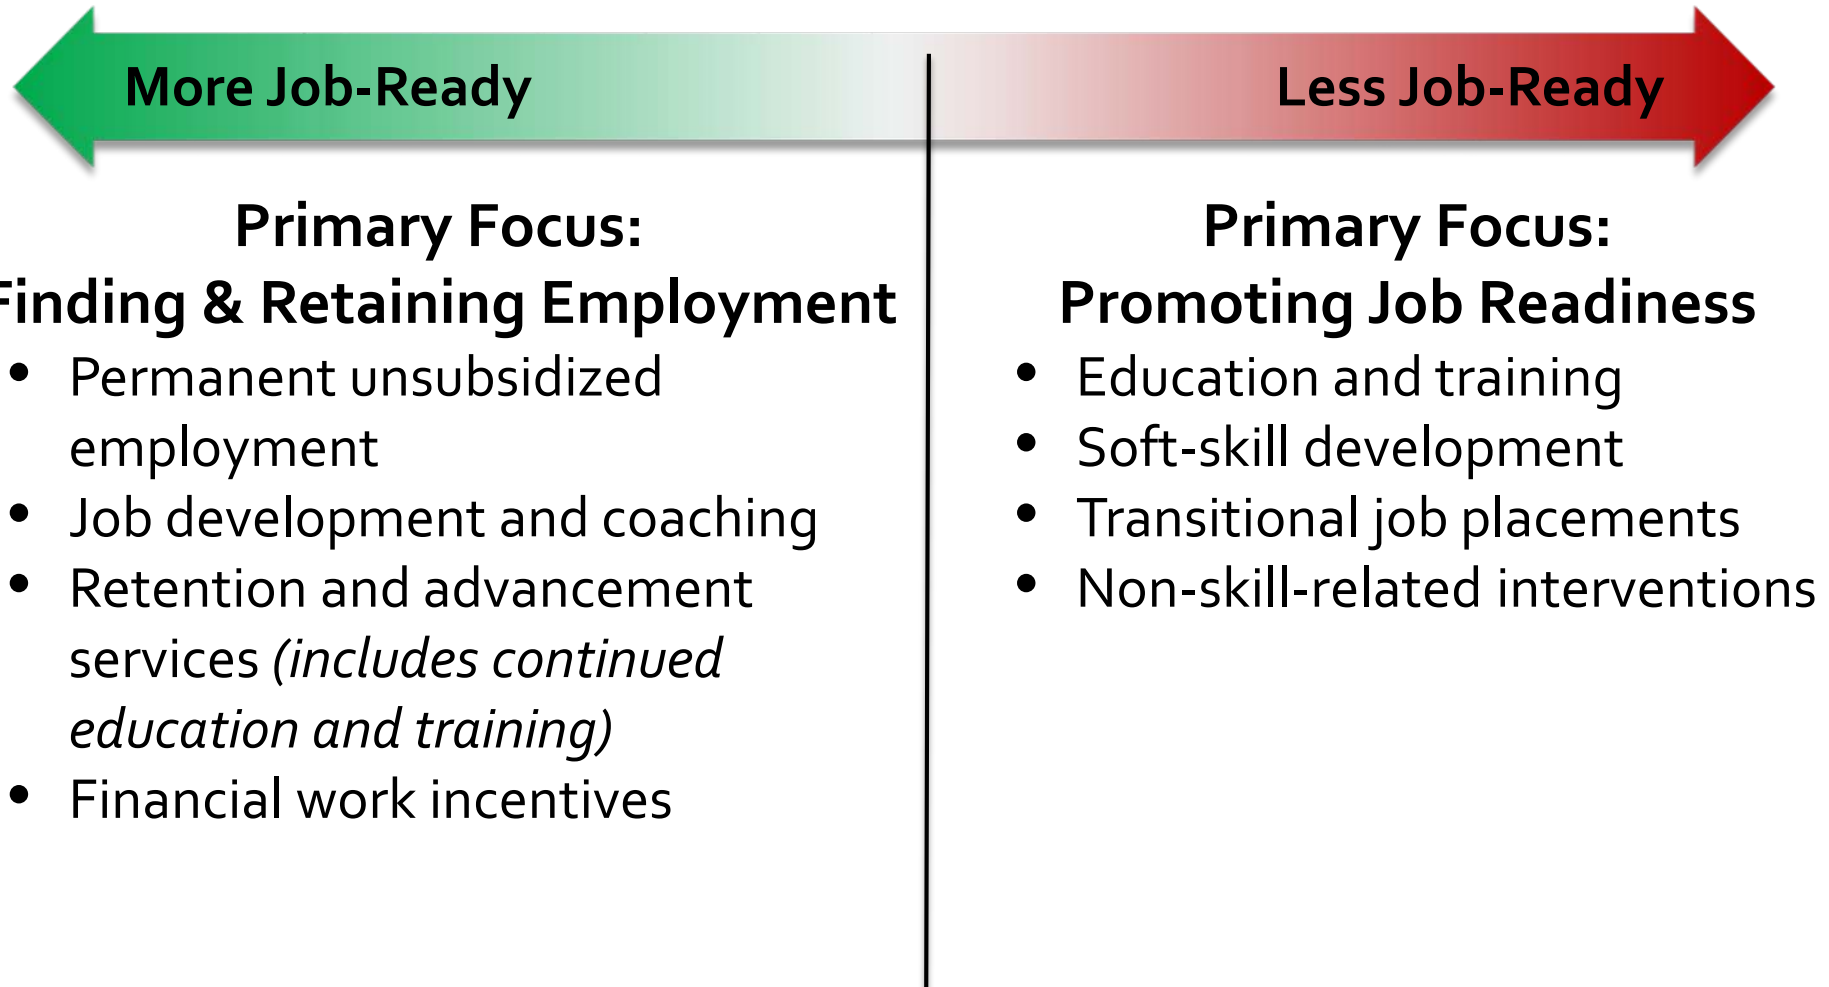 More Job-Ready
Less Job-Ready
Primary Focus:
Finding & Retaining Employment
• Permanent unsubsidized
employment
• Job development and coaching
• Retention and advancement
services (includes continued
education and training)
• Financial work incentives
Primary Focus:
Promoting Job Readiness
• Education and training
• Soft-skill development
• Transitional job placements
• Non-skill-related interventions